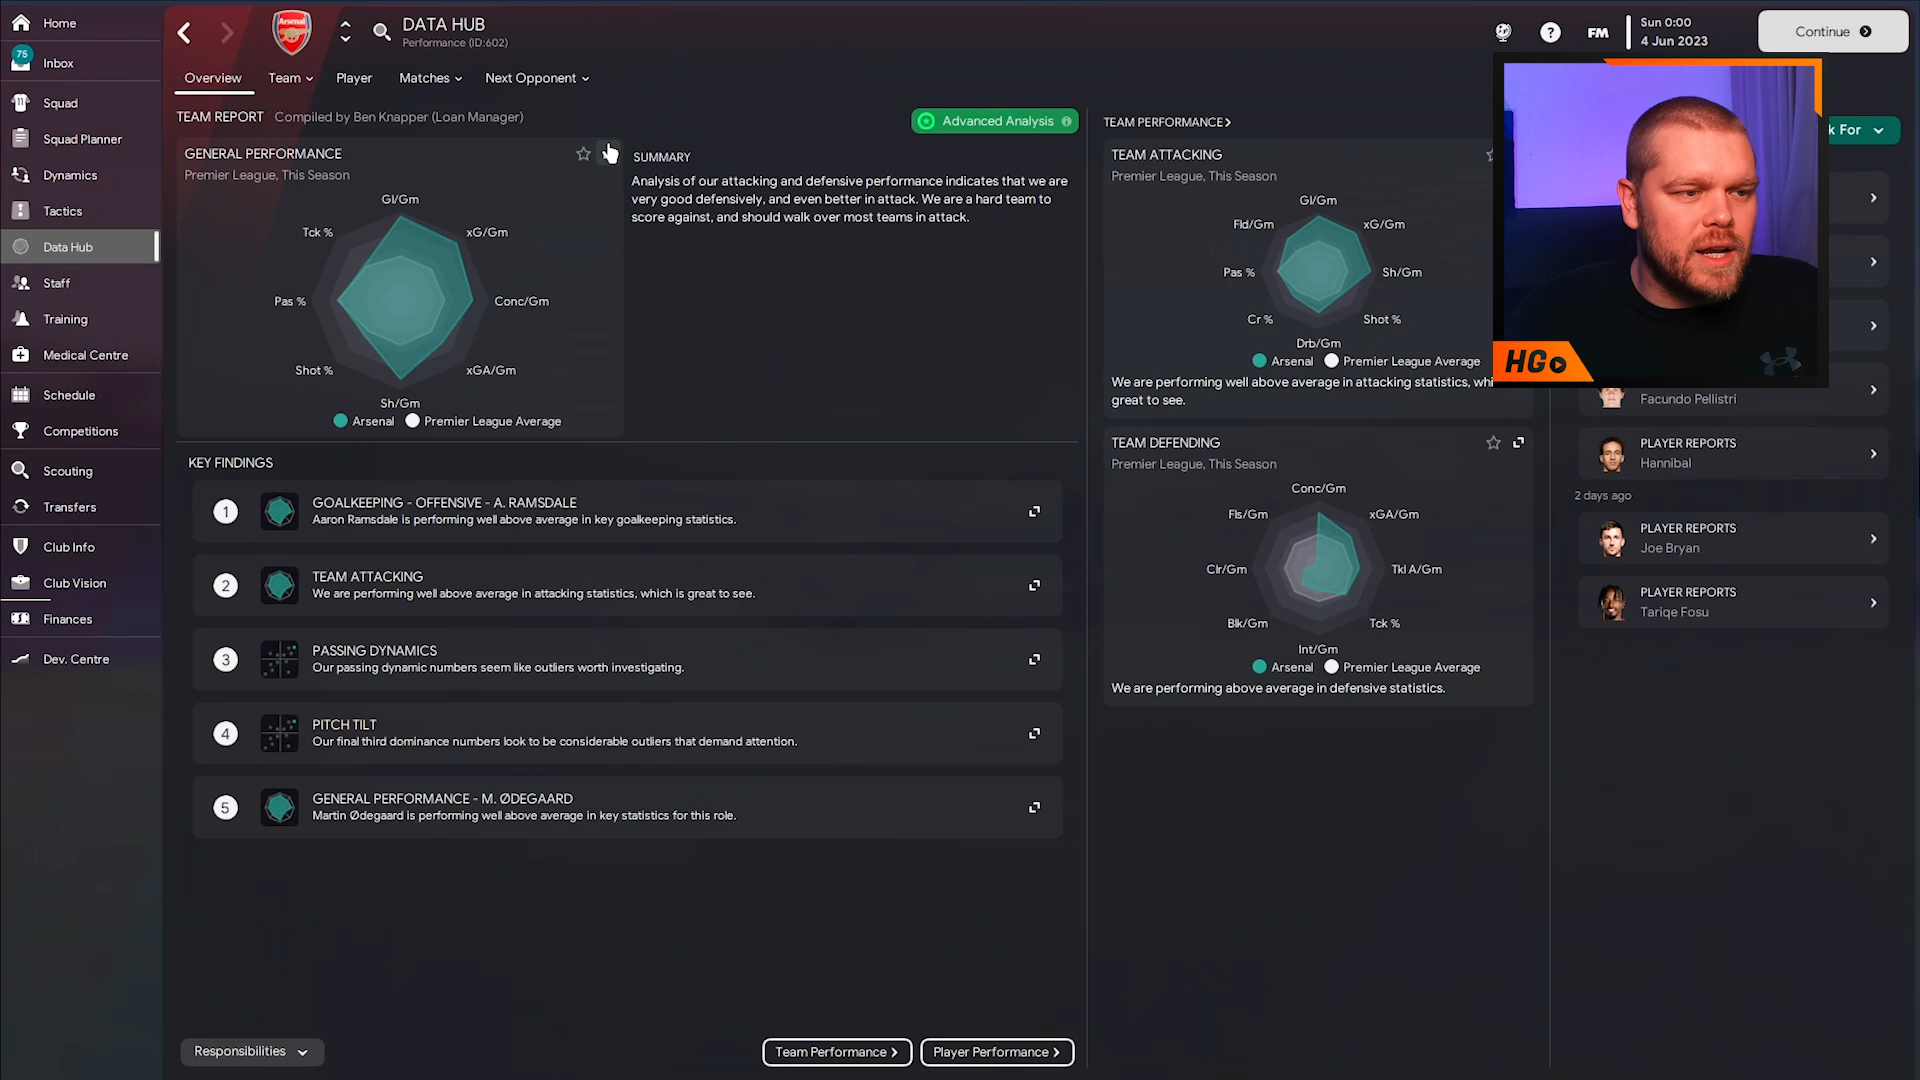 Home
75
Inbox
Squad
Squad Planner
Dynamics
Tactics
Data Hub
Staff
Training
Medical Centre
Schedule
Competitions
Scouting
Transfers
Club Info
Club Vision
Finances
Dev. Centre
Arsenal
DATA HUB
Performance (ID:602)
? FM
Sun 0:00
4 Jun 2023
Continue
Overview Team Player Matches Next Opponent
TEAM REPORT Compiled by Ben Knapper (Loan Manager)
Advanced Analysis
GENERAL PERFORMANCE
Premier League, This Season
Gl/Gm
Tck % xG/Gm
Pas % Conc/Gm
Shot % xGA/Gm
Sh/Gm
Arsenal Premier League Average
SUMMARY
Analysis of our attacking and defensive performance indicates that we are
very good defensively, and even better in attack. We are a hard team to
score against, and should walk over most teams in attack.
KEY FINDINGS
1 GOALKEEPING - OFFENSIVE - A. RAMSDALE
Aaron Ramsdale is performing well above average in key goalkeeping statistics.
2 TEAM ATTACKING
We are performing well above average in attacking statistics, which is great to see.
3 PASSING DYNAMICS
Our passing dynamic numbers seem like outliers worth investigating.
4 PITCH TILT
Our final third dominance numbers look to be considerable outliers that demand attention.
5 GENERAL PERFORMANCE - M. ØDEGAARD
Martin Ødegaard is performing well above average in key statistics for this role.
Responsibilities
Team Performance
Player Performance
TEAM PERFORMANCE
TEAM ATTACKING
Premier League, This Season
Gl/Gm
Fld/Gm xG/Gm
Pas % Sh/Gm
Cr % Shot %
Drb/Gm
Arsenal Premier League Average
We are performing well above average in attacking statistics, whi
great to see.
TEAM DEFENDING
Premier League, This Season
Conc/Gm
Fls/Gm xGA/Gm
Clr/Gm Tkl A/Gm
Blk/Gm Tck %
Int/Gm
Arsenal Premier League Average
We are performing above average in defensive statistics.
k For
HG
Facundo Pellistri
PLAYER REPORTS
Hannibal
2 days ago
PLAYER REPORTS
Joe Bryan
PLAYER REPORTS
Tariqe Fosu